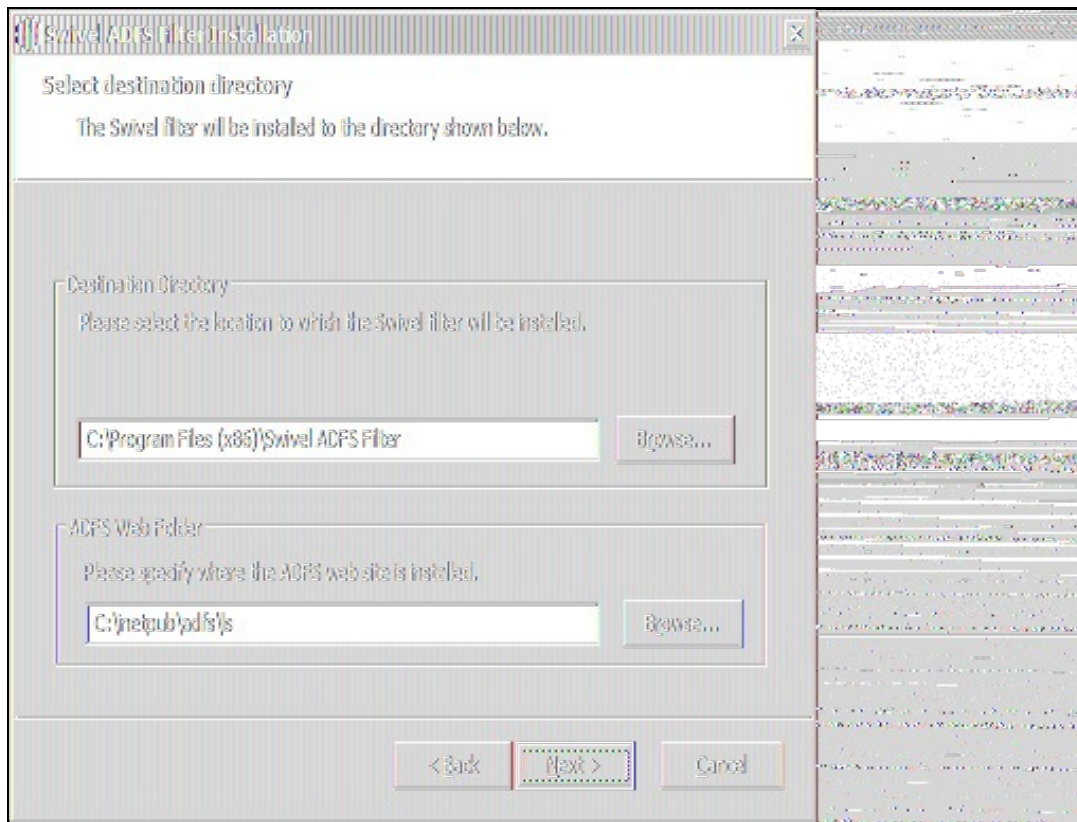 Swivel ADFS Filter Installation
Select destination directory
The Swivel filter will be installed to the directory shown below.
Destination Directory
Please select the location to which the Swivel filter will be installed.
C:\Program Files (x86)\Swivel ADFS Filter
Browse...
ADFS Web Folder
Please specify where the ADFS web site is installed.
C:\inetpub\adfs\ls
Browse...
< Back
Next >
Cancel